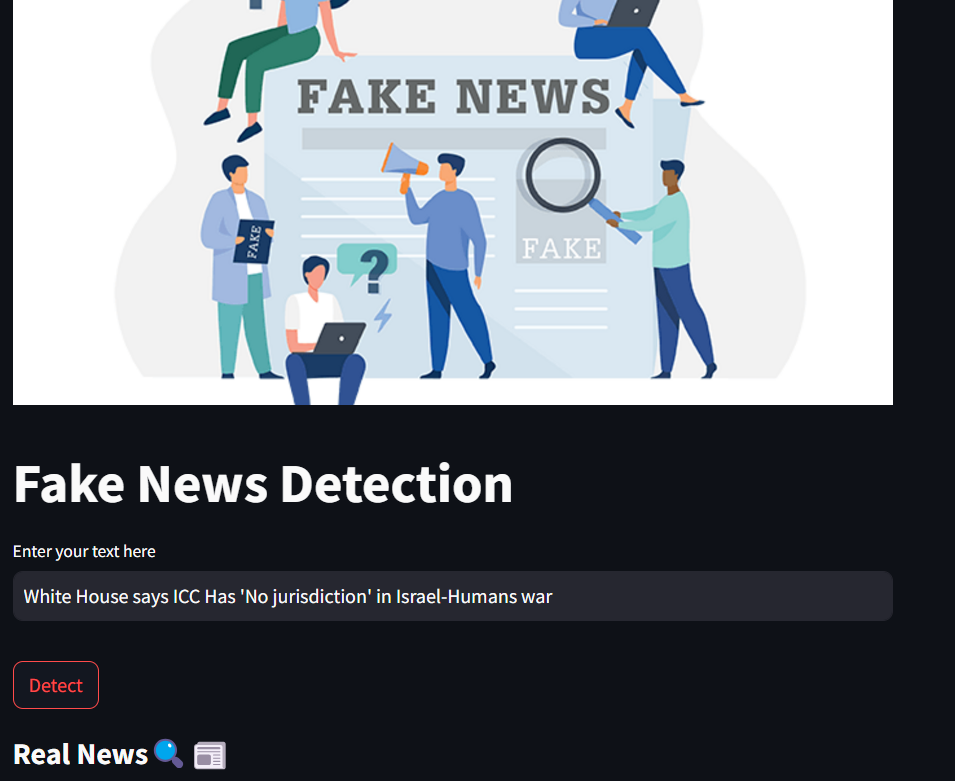 FAKE NEWS
FAKE
FAKE
?
Fake News Detection
Enter your text here
White House says ICC Has 'No jurisdiction' in Israel-Humans war
Detect
Real News